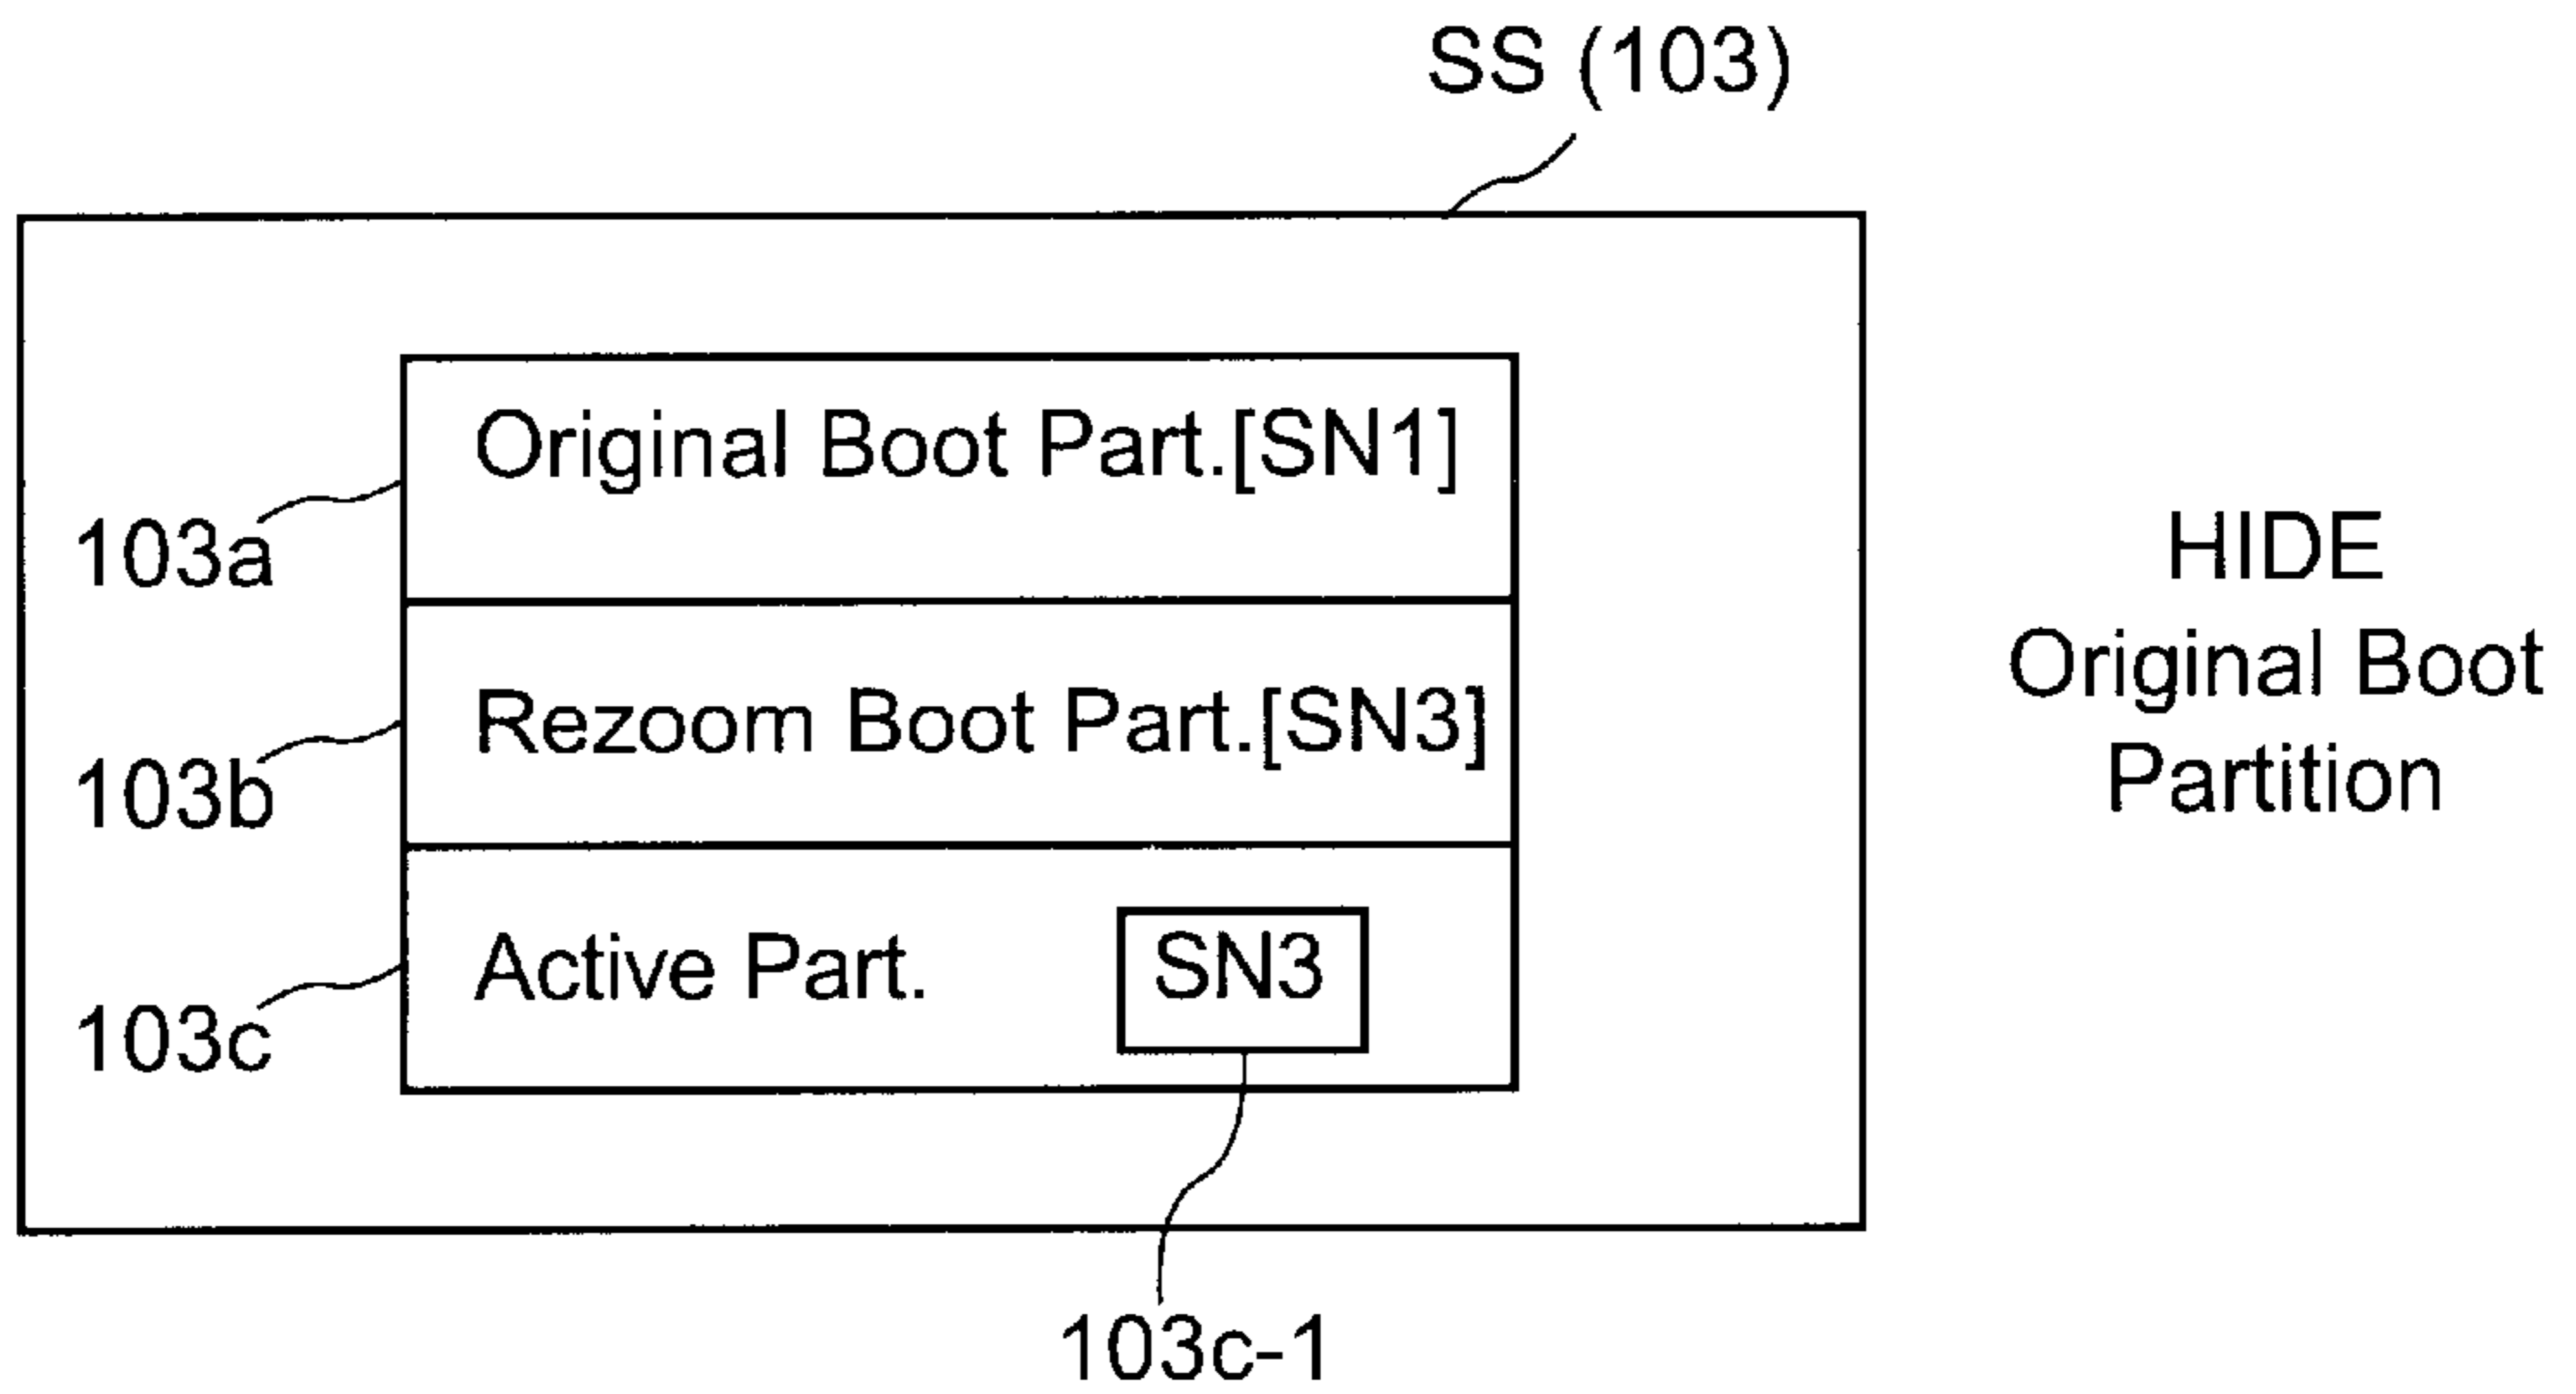 SS (103)
Original Boot Part.[SN1]
103a
Rezoom Boot Part.[SN3]
103b
Active Part. SN3
103c
103c-1
HIDE
Original Boot
Partition